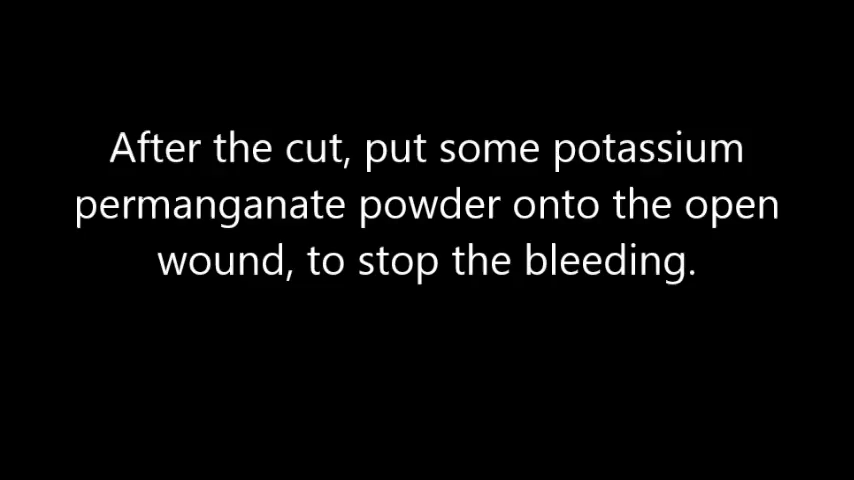 After the cut, put some potassium
permanganate powder onto the open
wound, to stop the bleeding.